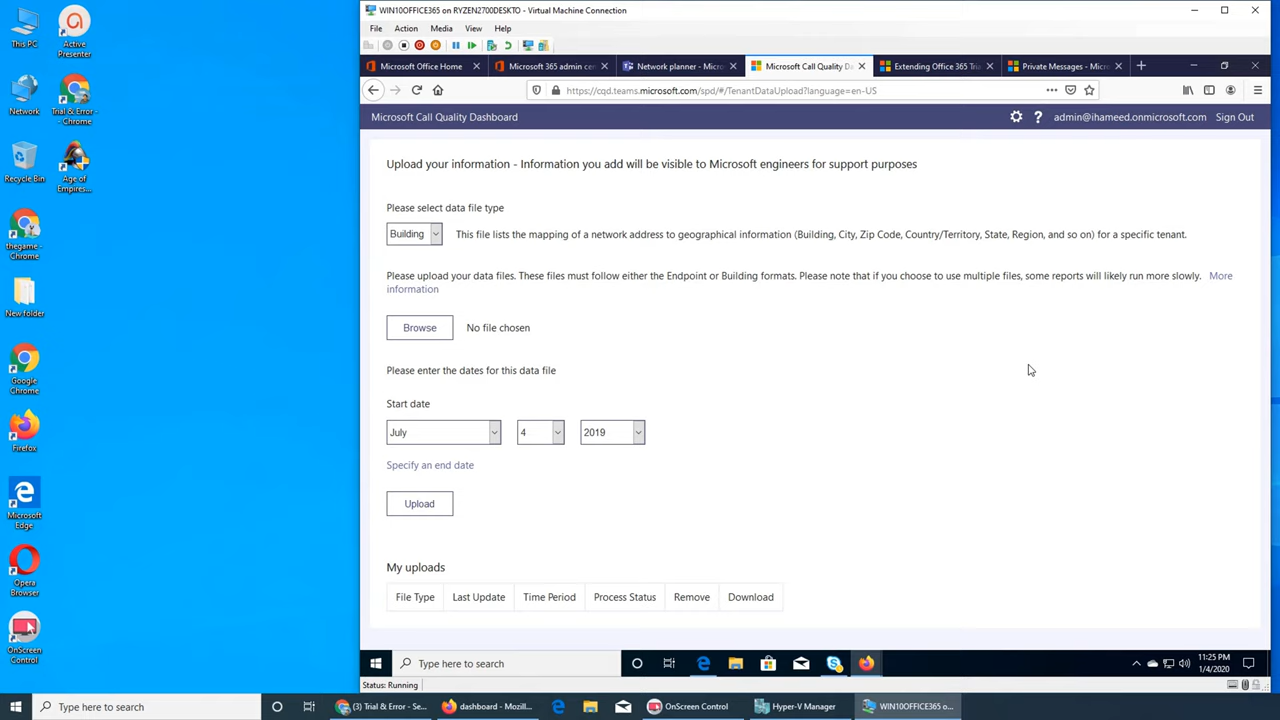 This PC
Active
Presenter
Network
Trial & Error -
- Chrome
Recycle Bin
Age of
Empires...
thegame -
Chrome
New folder
Google
Chrome
Firefox
Microsoft
Edge
Opera
Browser
OnScreen
Control
WIN10OFFICE365 on RYZEN2700DESKTO - Virtual Machine Connection
File Action Media View Help
Microsoft Office Home
Microsoft 365 admin cen
Network planner - Micros
Microsoft Call Quality Da
Extending Office 365 Tria
Private Messages - Micro
https://cqd.teams.microsoft.com/spd/#/TenantDataUpload?language=en-US
Microsoft Call Quality Dashboard
? admin@ihameed.onmicrosoft.com Sign Out
Upload your information - Information you add will be visible to Microsoft engineers for support purposes
Please select data file type
Building This file lists the mapping of a network address to geographical information (Building, City, Zip Code, Country/Territory, State, Region, and so on) for a specific tenant.
Please upload your data files. These files must follow either the Endpoint or Building formats. Please note that if you choose to use multiple files, some reports will likely run more slowly. More
information
Browse No file chosen
Please enter the dates for this data file
Start date
July 4 2019
Specify an end date
Upload
My uploads
File Type Last Update Time Period Process Status Remove Download
Type here to search
11:25 PM
1/4/2020
Status: Running
Type here to search
(3) Trial & Error - Se...
dashboard - Mozill...
OnScreen Control
Hyper-V Manager
WIN10OFFICE365 o...